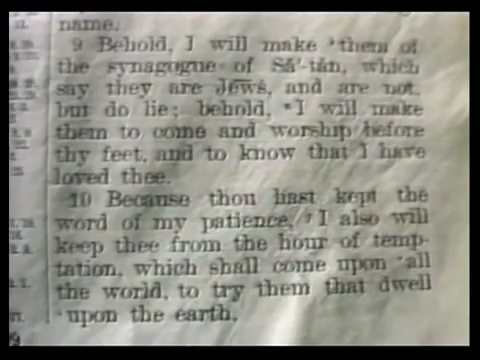 name.
9 Behold, I will make them of
the synagogue of Sā'-tăn, which
say they are Jews, and are not,
but do lie; behold, I will make
them to come and worship before
thy feet, and to know that I have
loved thee.
10 Because thou hast kept the
word of my patience, I also will
keep thee from the hour of temp-
tation, which shall come upon all
the world, to try them that dwell
upon the earth.